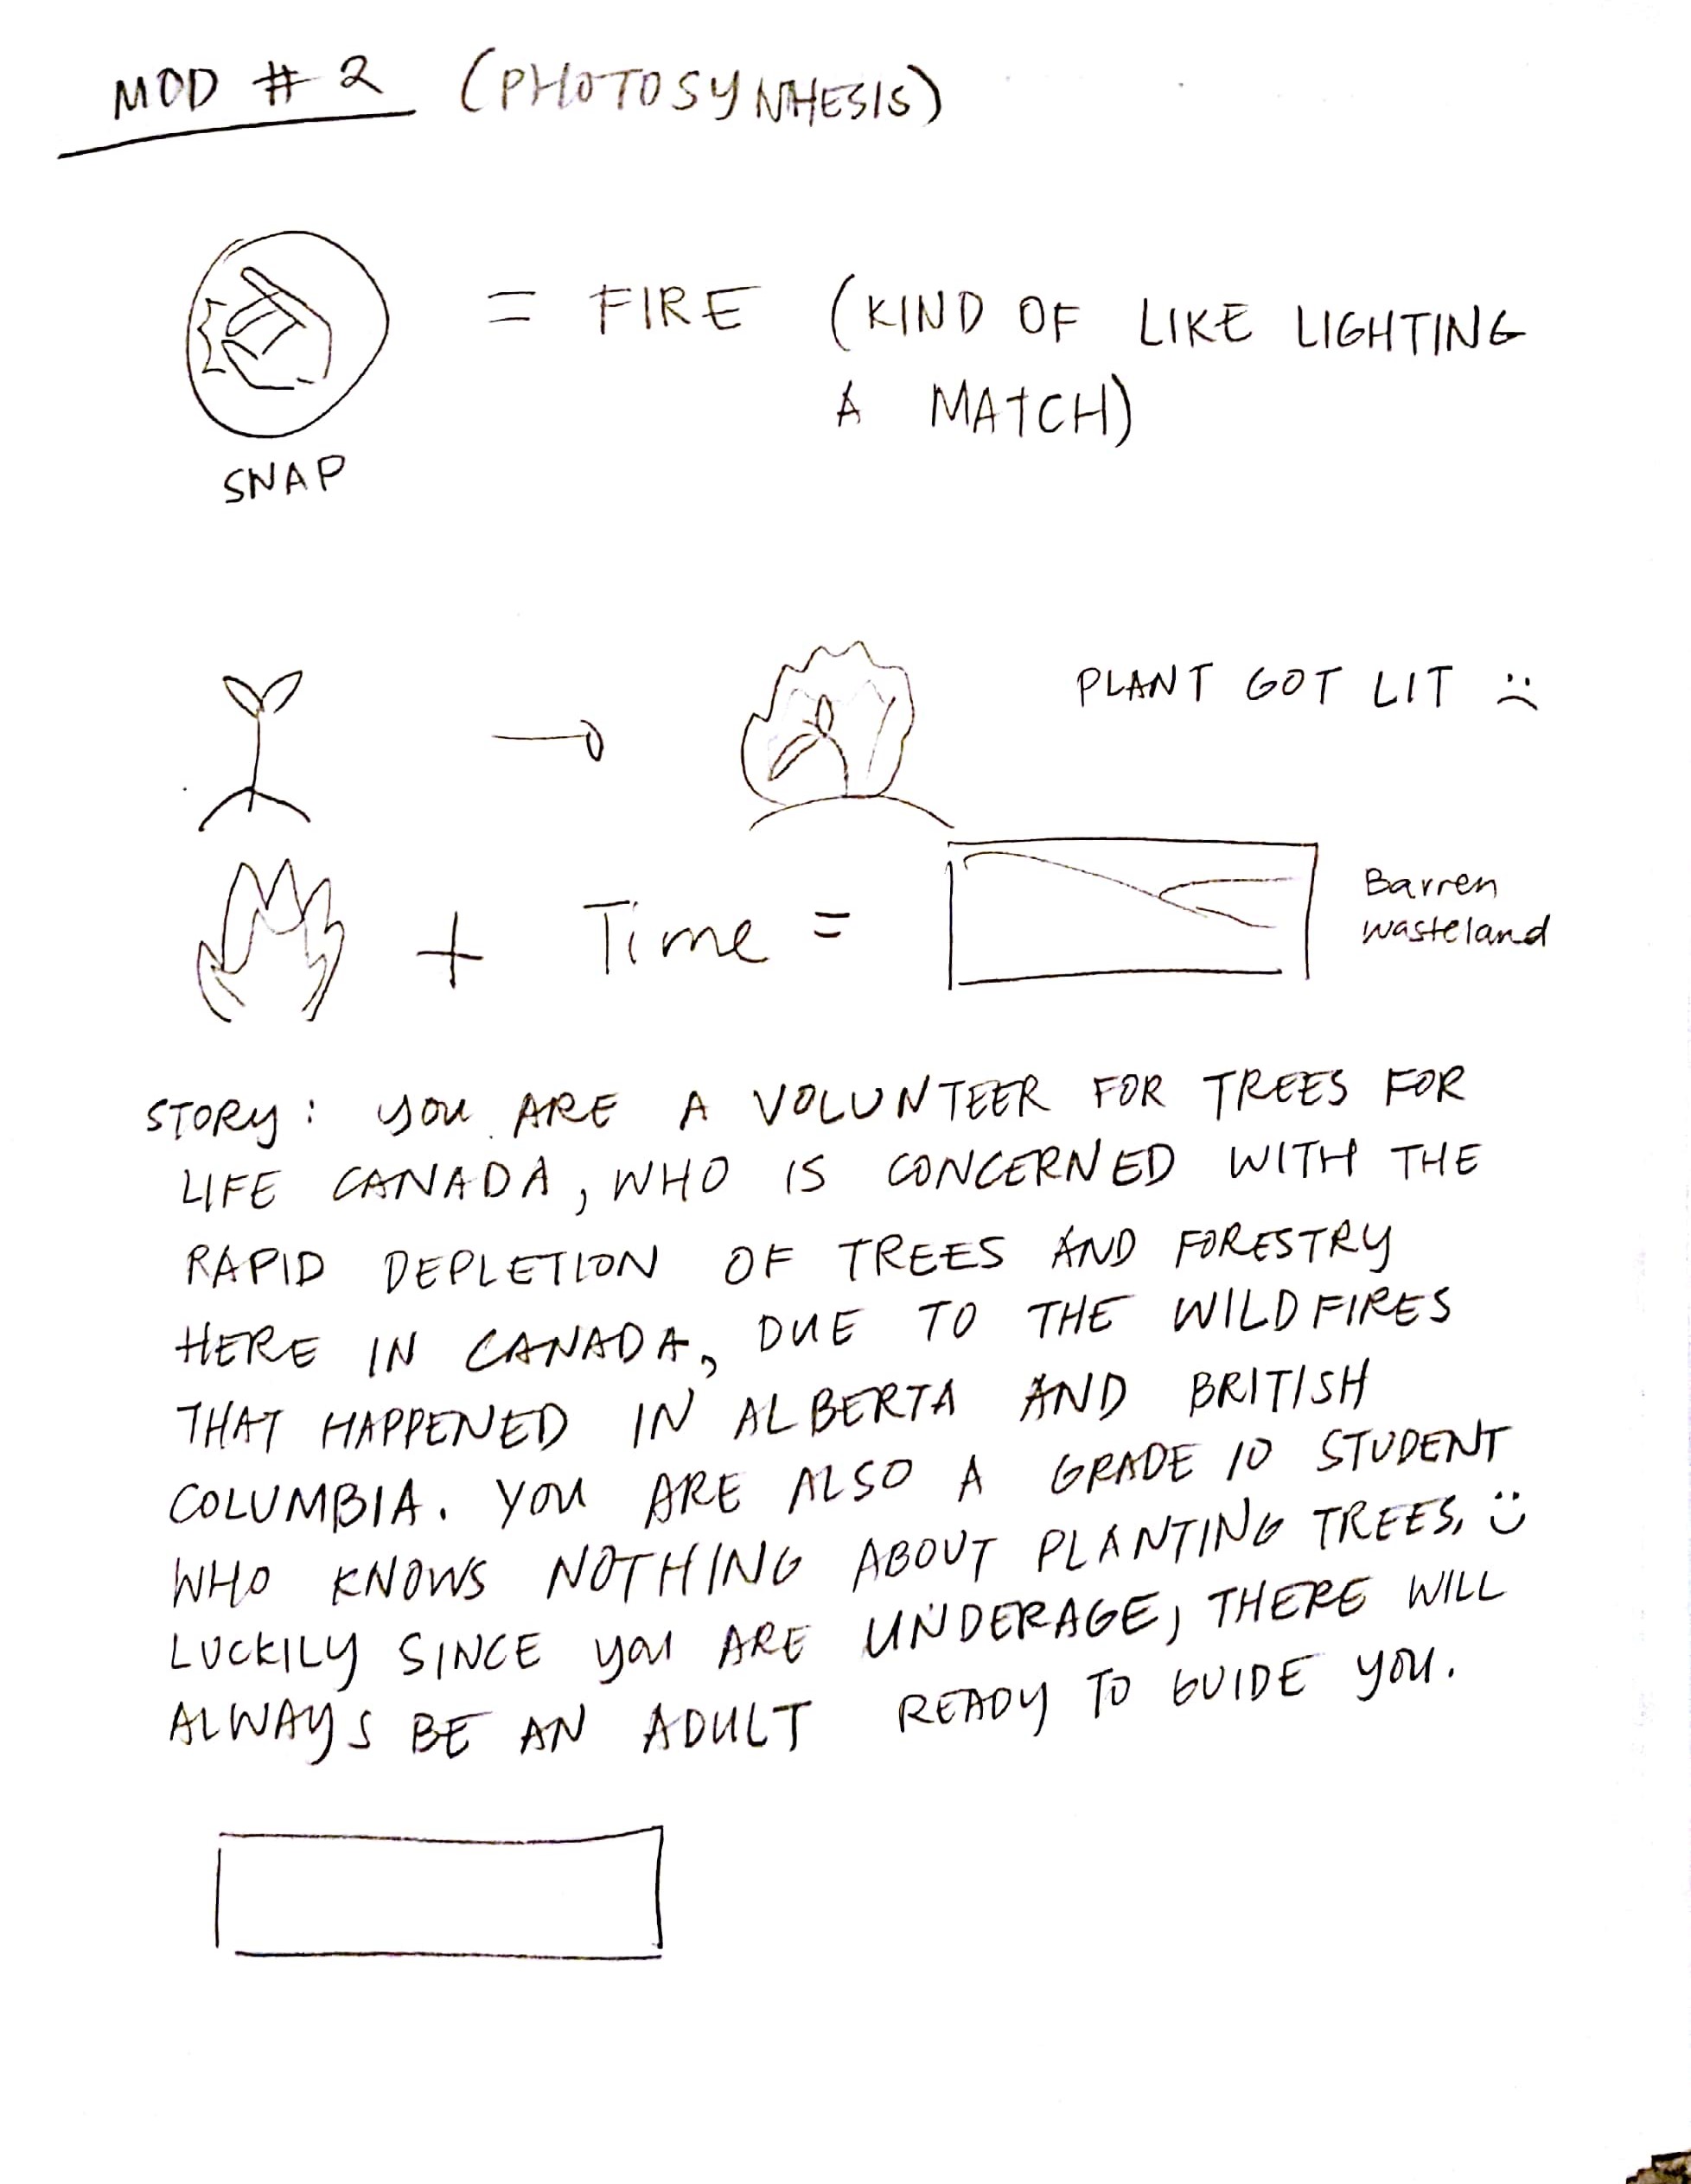 MOD #2 (PHOTOSYNHESIS)
= FIRE (KIND OF LIKE LIGHTING
A MATCH)
SNAP
PLANT GOT LIT :(
+ Time =
Barren
wasteland
STORY: YOU ARE A VOLUNTEER FOR TREES FOR
LIFE CANADA, WHO IS CONCERNED WITH THE
RAPID DEPLETION OF TREES AND FORESTRY
HERE IN CANADA, DUE TO THE WILDFIRES
THAT HAPPENED IN ALBERTA AND BRITISH
COLUMBIA. YOU ARE ALSO A GRADE 10 STUDENT
WHO KNOWS NOTHING ABOUT PLANTING TREES. :)
LUCKILY SINCE YOU ARE UNDERAGE, THERE WILL
ALWAYS BE AN ADULT READY TO GUIDE YOU.